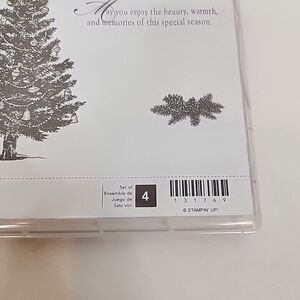 May you enjoy the beauty, warmth,
and memories of this special season.
Set of
Ensemble de
Juego de
Satz von
4
131769
© STAMPIN' UP!